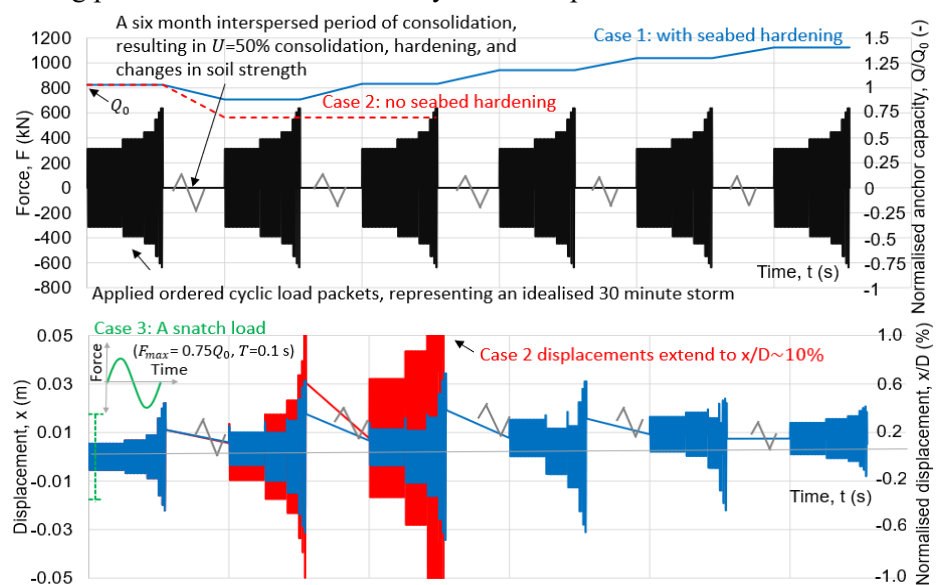 A six month interspersed period of consolidation,
resulting in U=50% consolidation, hardening, and
changes in soil strength
Case 1: with seabed hardening
Case 2: no seabed hardening
Q₀
1200
1000
800
600
400
200
0
-200
-400
-600
-800
Force, F (kN)
1.5
1.25
1
0.75
0.5
0.25
0
-0.25
-0.5
-0.75
-1
Normalised anchor capacity, Q/Q₀ (-)
Time, t (s)
Applied ordered cyclic load packets, representing an idealised 30 minute storm
Case 3: A snatch load
(Fmax= 0.75Q₀, T=0.1 s)
Force
Time
Case 2 displacements extend to x/D~10%
0.05
0.03
0.01
-0.01
-0.03
-0.05
Displacement, x (m)
1.0
0.6
0.2
-0.2
-0.6
-1.0
Normalised displacement, x/D (%)
Time, t (s)